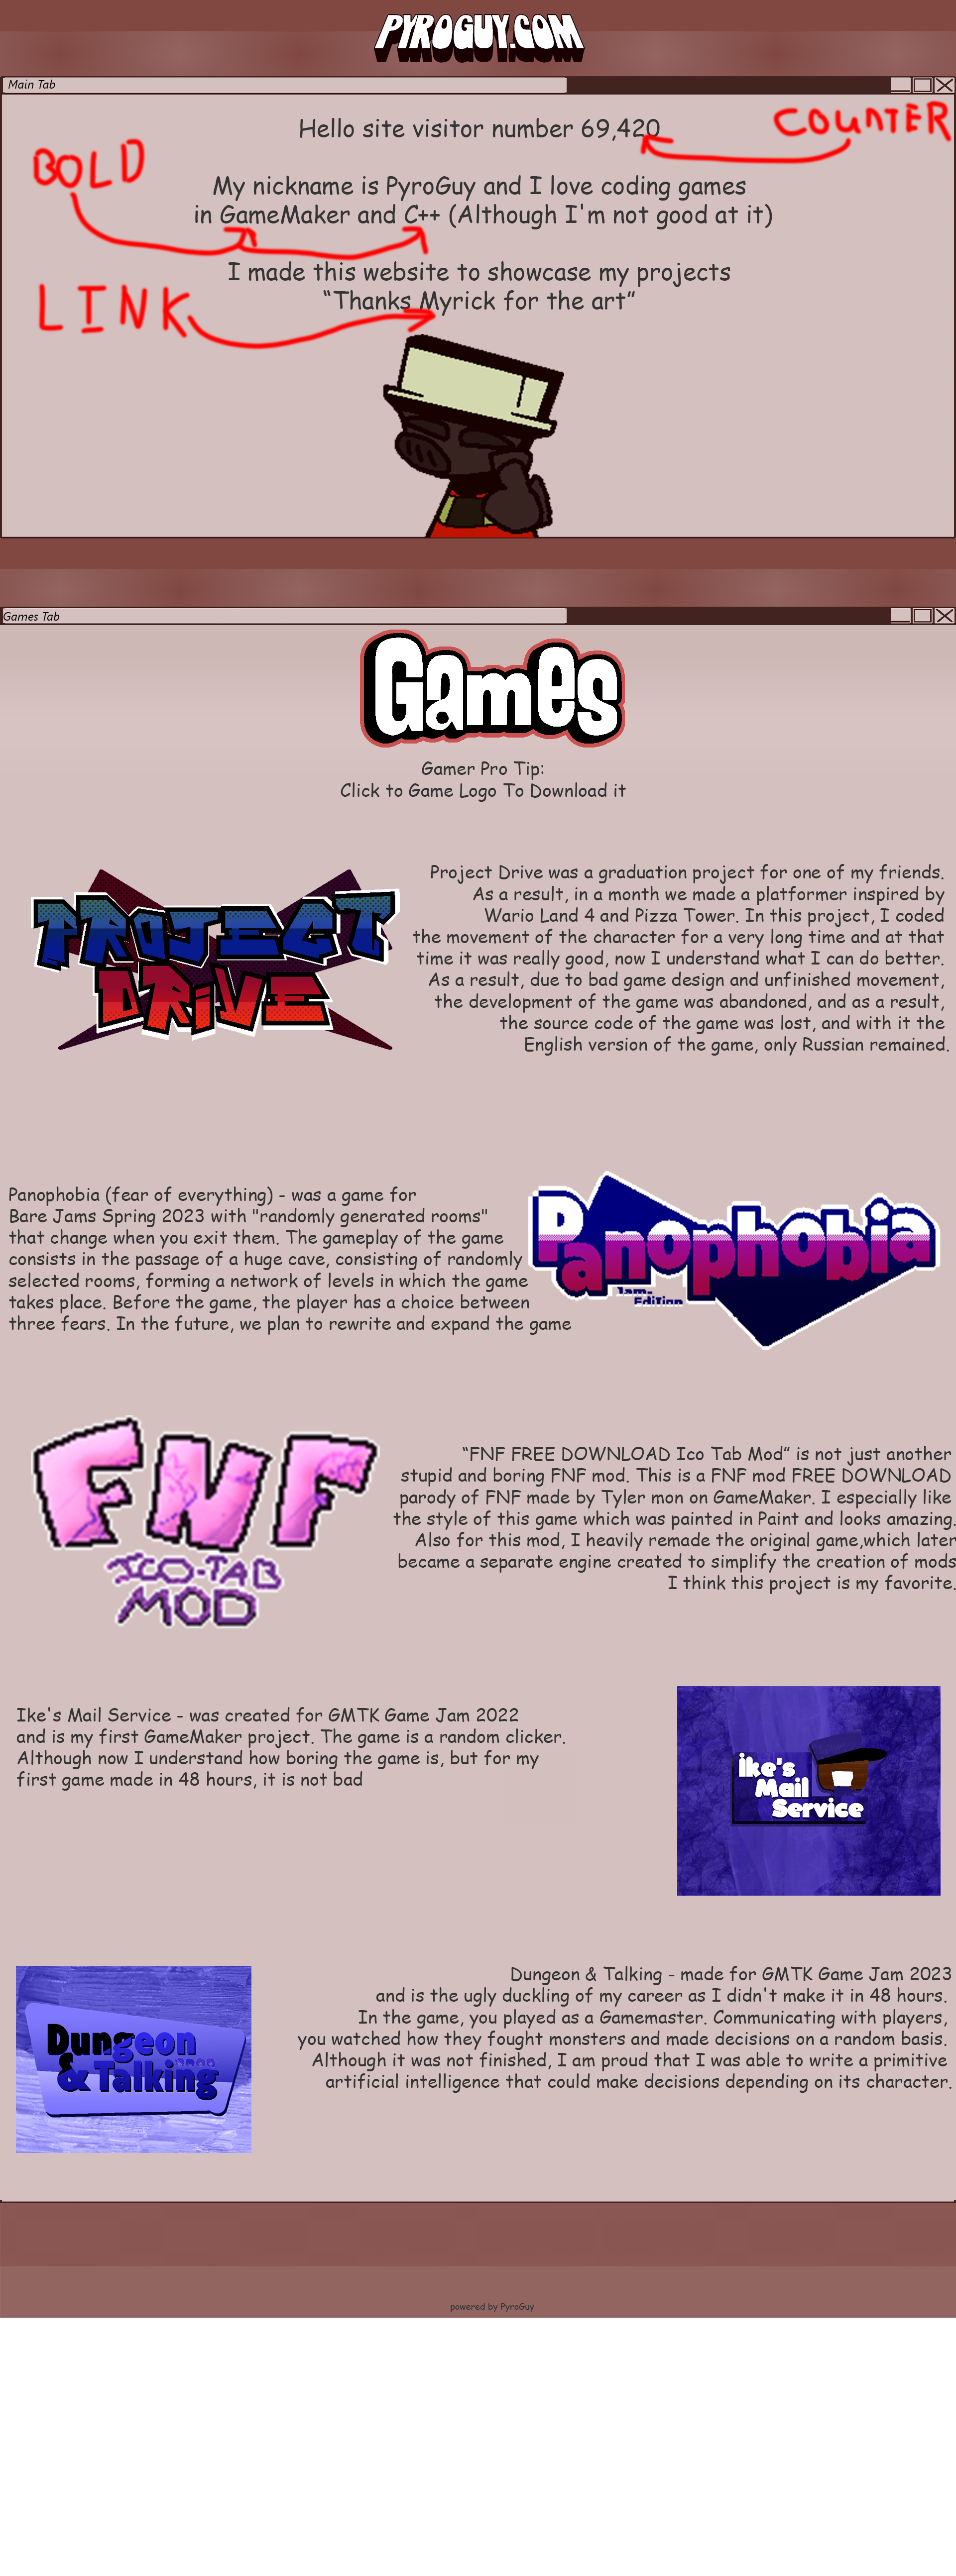 PYROGUY.COM
Main Tab
Hello site visitor number 69,420
COUNTER
BOLD
My nickname is PyroGuy and I love coding games
in GameMaker and C++ (Although I'm not good at it)
LINK
I made this website to showcase my projects
“Thanks Myrick for the art”
Games Tab
Games
Gamer Pro Tip:
Click to Game Logo To Download it
PROJECT
DRIVE
Project Drive was a graduation project for one of my friends.
As a result, in a month we made a platformer inspired by
Wario Land 4 and Pizza Tower. In this project, I coded
the movement of the character for a very long time and at that
time it was really good, now I understand what I can do better.
As a result, due to bad game design and unfinished movement,
the development of the game was abandoned, and as a result,
the source code of the game was lost, and with it the
English version of the game, only Russian remained.
Panophobia (fear of everything) - was a game for
Bare Jams Spring 2023 with "randomly generated rooms"
that change when you exit them. The gameplay of the game
consists in the passage of a huge cave, consisting of randomly
selected rooms, forming a network of levels in which the game
takes place. Before the game, the player has a choice between
three fears. In the future, we plan to rewrite and expand the game
Panophobia
Jam-
Edition
FNF
ICO-TAB
MOD
“FNF FREE DOWNLOAD Ico Tab Mod” is not just another
stupid and boring FNF mod. This is a FNF mod FREE DOWNLOAD
parody of FNF made by Tyler mon on GameMaker. I especially like
the style of this game which was painted in Paint and looks amazing.
Also for this mod, I heavily remade the original game,which later
became a separate engine created to simplify the creation of mods
I think this project is my favorite.
Ike's Mail Service - was created for GMTK Game Jam 2022
and is my first GameMaker project. The game is a random clicker.
Although now I understand how boring the game is, but for my
first game made in 48 hours, it is not bad
ike's
Mail
Service
Dungeon
& Talking
Dungeon & Talking - made for GMTK Game Jam 2023
and is the ugly duckling of my career as I didn't make it in 48 hours.
In the game, you played as a Gamemaster. Communicating with players,
you watched how they fought monsters and made decisions on a random basis.
Although it was not finished, I am proud that I was able to write a primitive
artificial intelligence that could make decisions depending on its character.
powered by PyroGuy